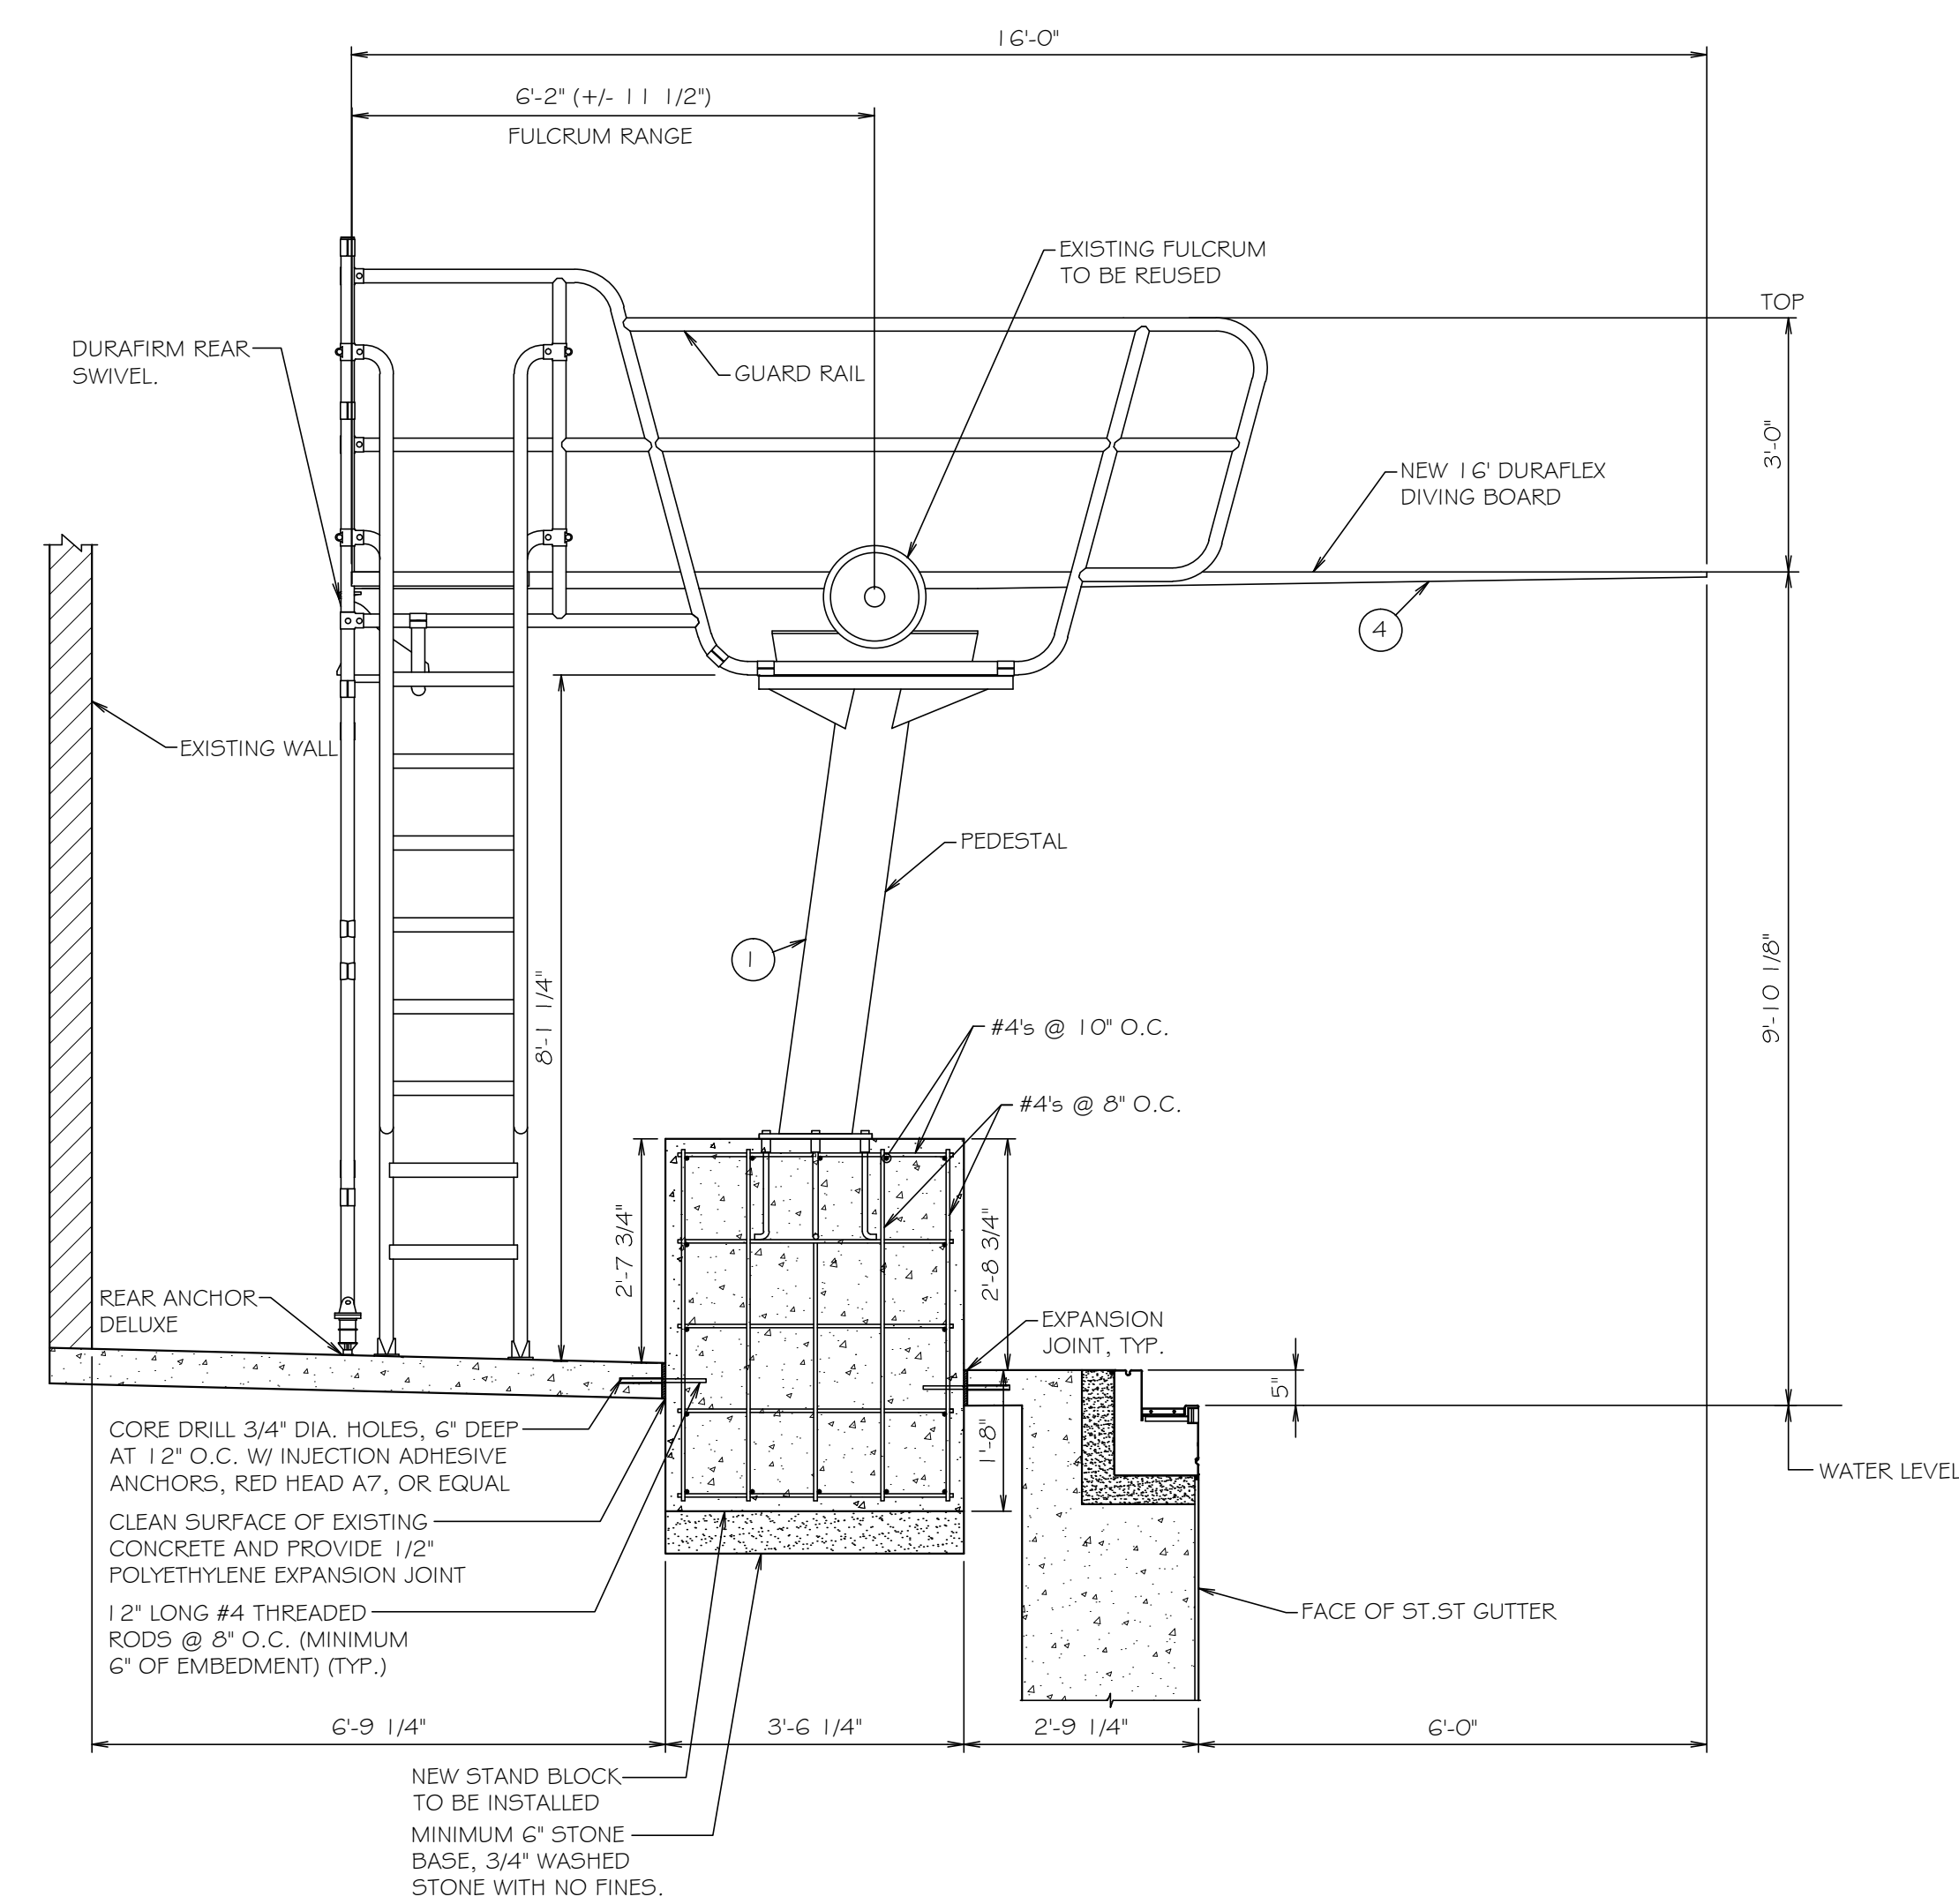 16'-0"
6'-2" (+/- 11 1/2")
FULCRUM RANGE
EXISTING FULCRUM
TO BE REUSED
TOP
DURAFIRM REAR
SWIVEL.
GUARD RAIL
3'-0"
NEW 16' DURAFLEX
DIVING BOARD
4
EXISTING WALL
PEDESTAL
1
8'-1 1/4"
9'-10 1/8"
#4's @ 10" O.C.
#4's @ 8" O.C.
2'-7 3/4"
2'-8 3/4"
REAR ANCHOR
DELUXE
EXPANSION
JOINT, TYP.
5"
1'-8"
WATER LEVEL
CORE DRILL 3/4" DIA. HOLES, 6" DEEP
AT 12" O.C. W/ INJECTION ADHESIVE
ANCHORS, RED HEAD A7, OR EQUAL
CLEAN SURFACE OF EXISTING
CONCRETE AND PROVIDE 1/2"
POLYETHYLENE EXPANSION JOINT
12" LONG #4 THREADED
RODS @ 8" O.C. (MINIMUM
6" OF EMBEDMENT) (TYP.)
FACE OF ST.ST GUTTER
6'-9 1/4"
3'-6 1/4"
2'-9 1/4"
6'-0"
NEW STAND BLOCK
TO BE INSTALLED
MINIMUM 6" STONE
BASE, 3/4" WASHED
STONE WITH NO FINES.